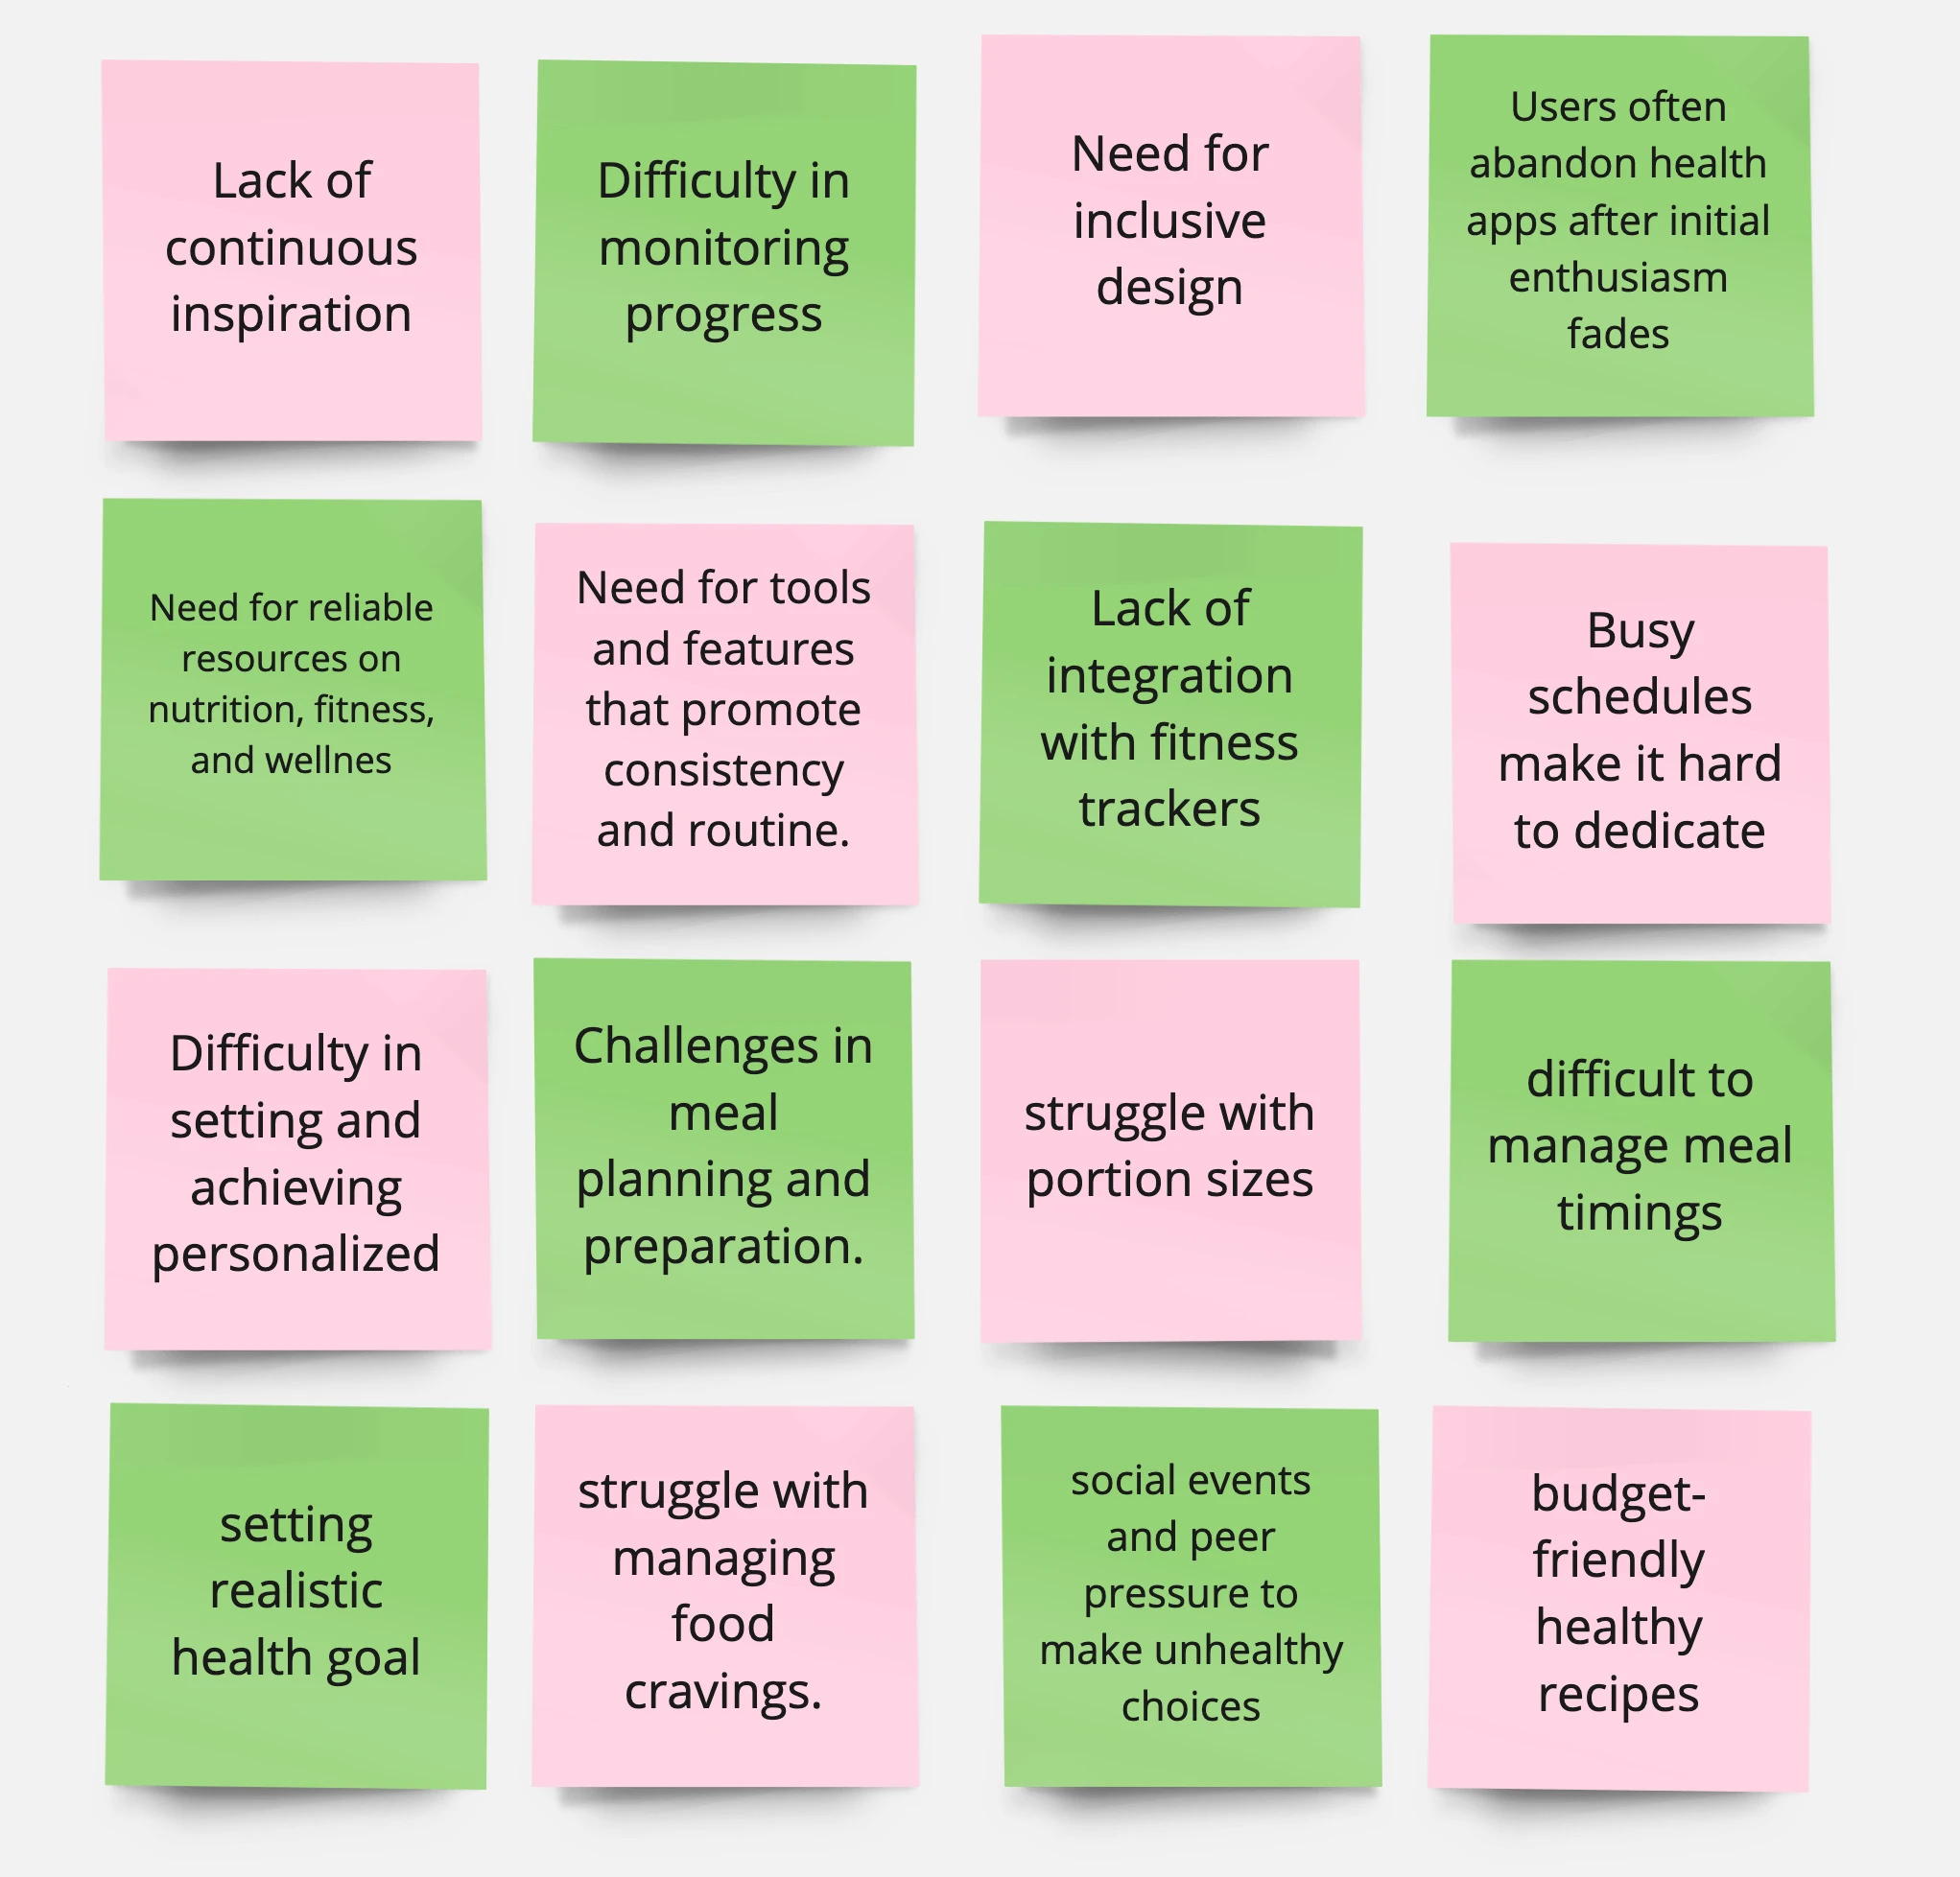 Lack of
continuous
inspiration
Difficulty in
monitoring
progress
Need for
inclusive
design
Users often
abandon health
apps after initial
enthusiasm
fades
Need for reliable
resources on
nutrition, fitness,
and wellnes
Need for tools
and features
that promote
consistency
and routine.
Lack of
integration
with fitness
trackers
Busy
schedules
make it hard
to dedicate
Difficulty in
setting and
achieving
personalized
Challenges in
meal
planning and
preparation.
struggle with
portion sizes
difficult to
manage meal
timings
setting
realistic
health goal
struggle with
managing
food
cravings.
social events
and peer
pressure to
make unhealthy
choices
budget-
friendly
healthy
recipes